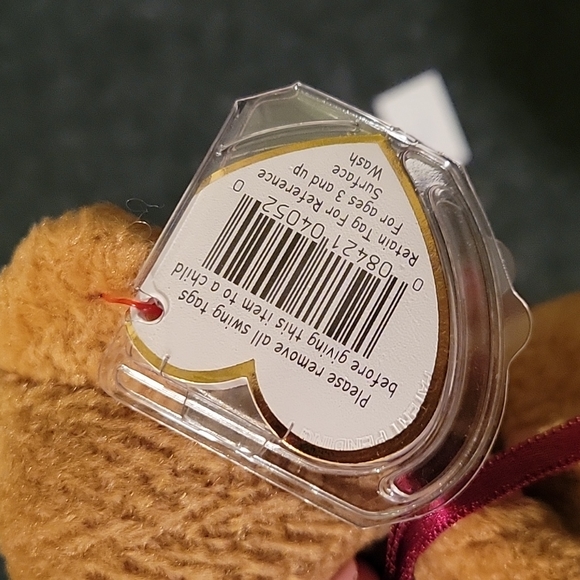 Please remove all swing tags
before giving this item to a child
0 08421 04052 0
Retain Tag For Reference
For ages 3 and up
Surface
Wash